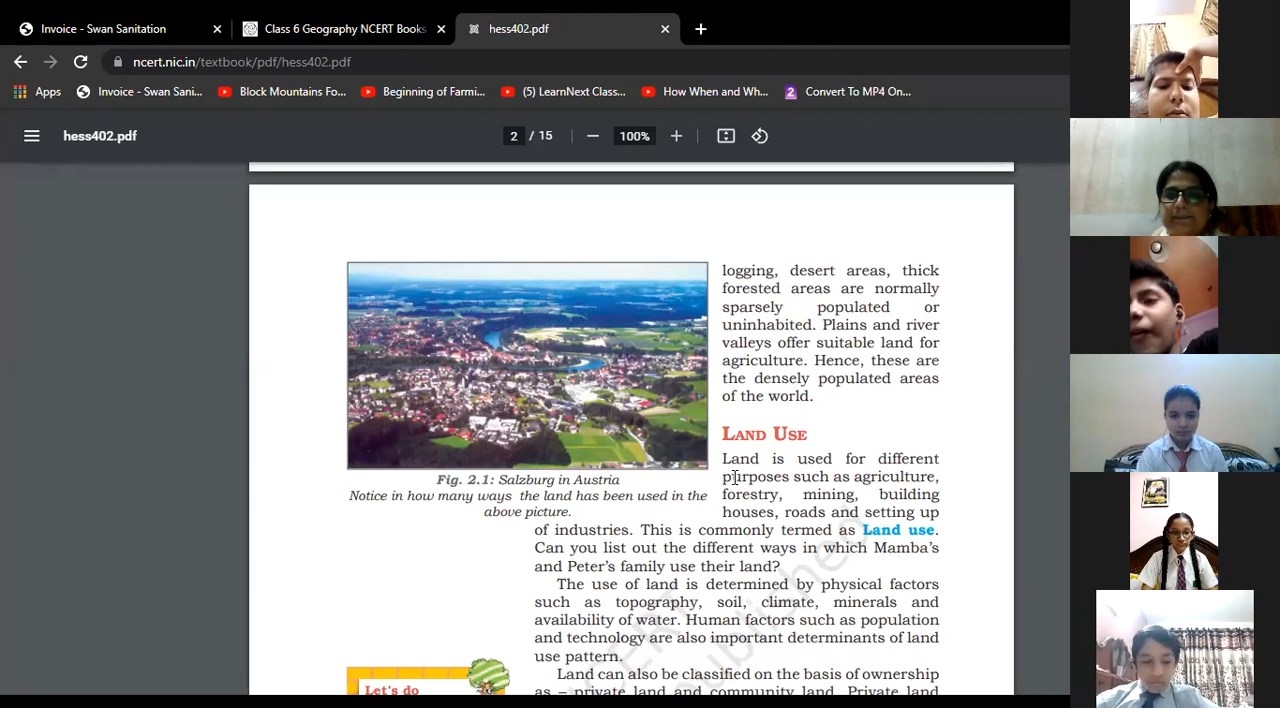 Invoice - Swan Sanitation
Class 6 Geography NCERT Books
hess402.pdf
ncert.nic.in/textbook/pdf/hess402.pdf
Apps
Invoice - Swan Sani...
Block Mountains Fo...
Beginning of Farmi...
(5) LearnNext Class...
How When and Wh...
Convert To MP4 On...
hess402.pdf
2 / 15
100%
Fig. 2.1: Salzburg in Austria
Notice in how many ways the land has been used in the
above picture.
logging, desert areas, thick
forested areas are normally
sparsely populated or
uninhabited. Plains and river
valleys offer suitable land for
agriculture. Hence, these are
the densely populated areas
of the world.
LAND USE
Land is used for different
purposes such as agriculture,
forestry, mining, building
houses, roads and setting up
of industries. This is commonly termed as Land use.
Can you list out the different ways in which Mamba's
and Peter's family use their land?
The use of land is determined by physical factors
such as topography, soil, climate, minerals and
availability of water. Human factors such as population
and technology are also important determinants of land
use pattern.
Land can also be classified on the basis of ownership
as – private land and community land. Private land
Let's do